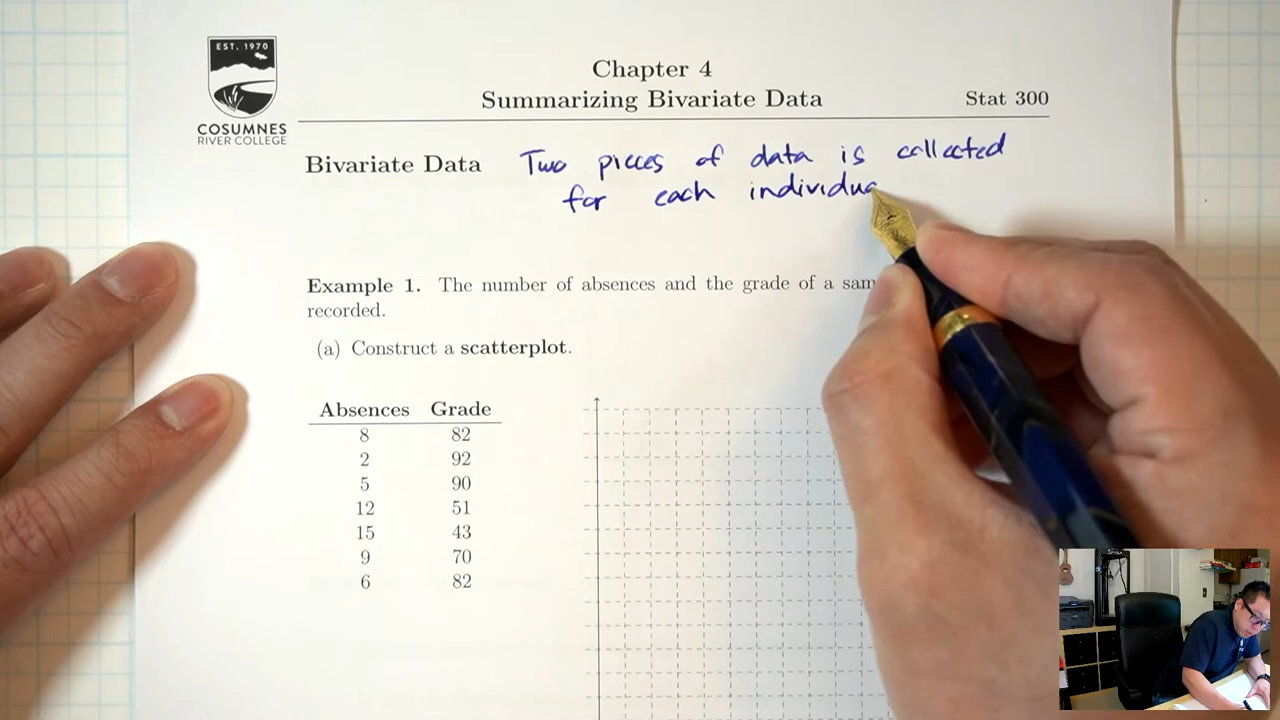 EST. 1970
COSUMNES
RIVER COLLEGE
Chapter 4
Summarizing Bivariate Data
Stat 300
Bivariate Data Two pieces of data is collected
for each individua
Example 1. The number of absences and the grade of a sam
recorded.
(a) Construct a scatterplot.
Absences Grade
8 82
2 92
5 90
12 51
15 43
9 70
6 82